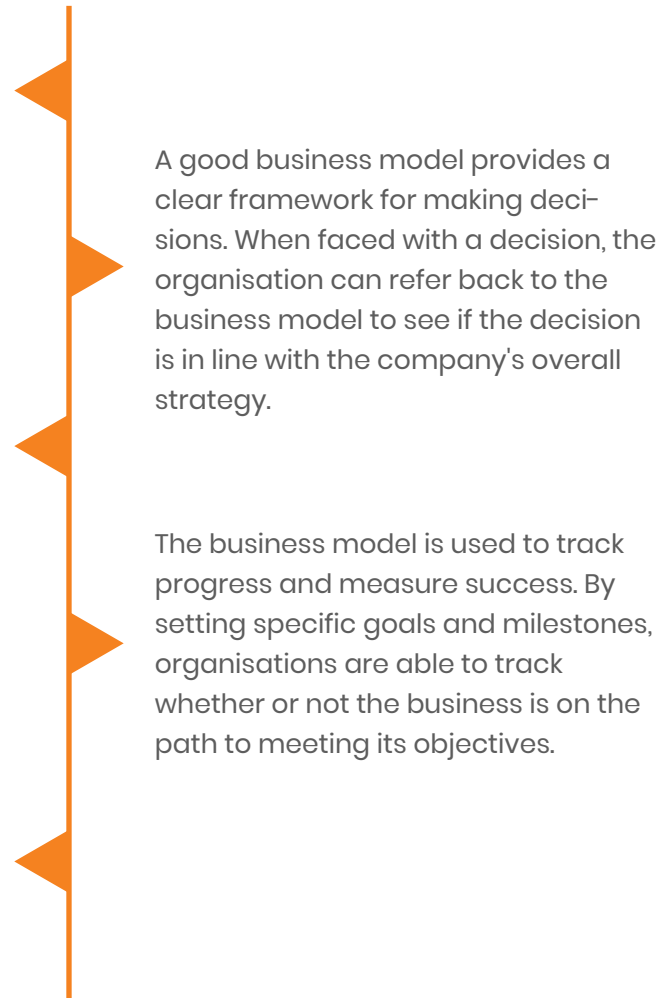 A good business model provides a
clear framework for making deci-
sions. When faced with a decision, the
organisation can refer back to the
business model to see if the decision
is in line with the company's overall
strategy.
The business model is used to track
progress and measure success. By
setting specific goals and milestones,
organisations are able to track
whether or not the business is on the
path to meeting its objectives.